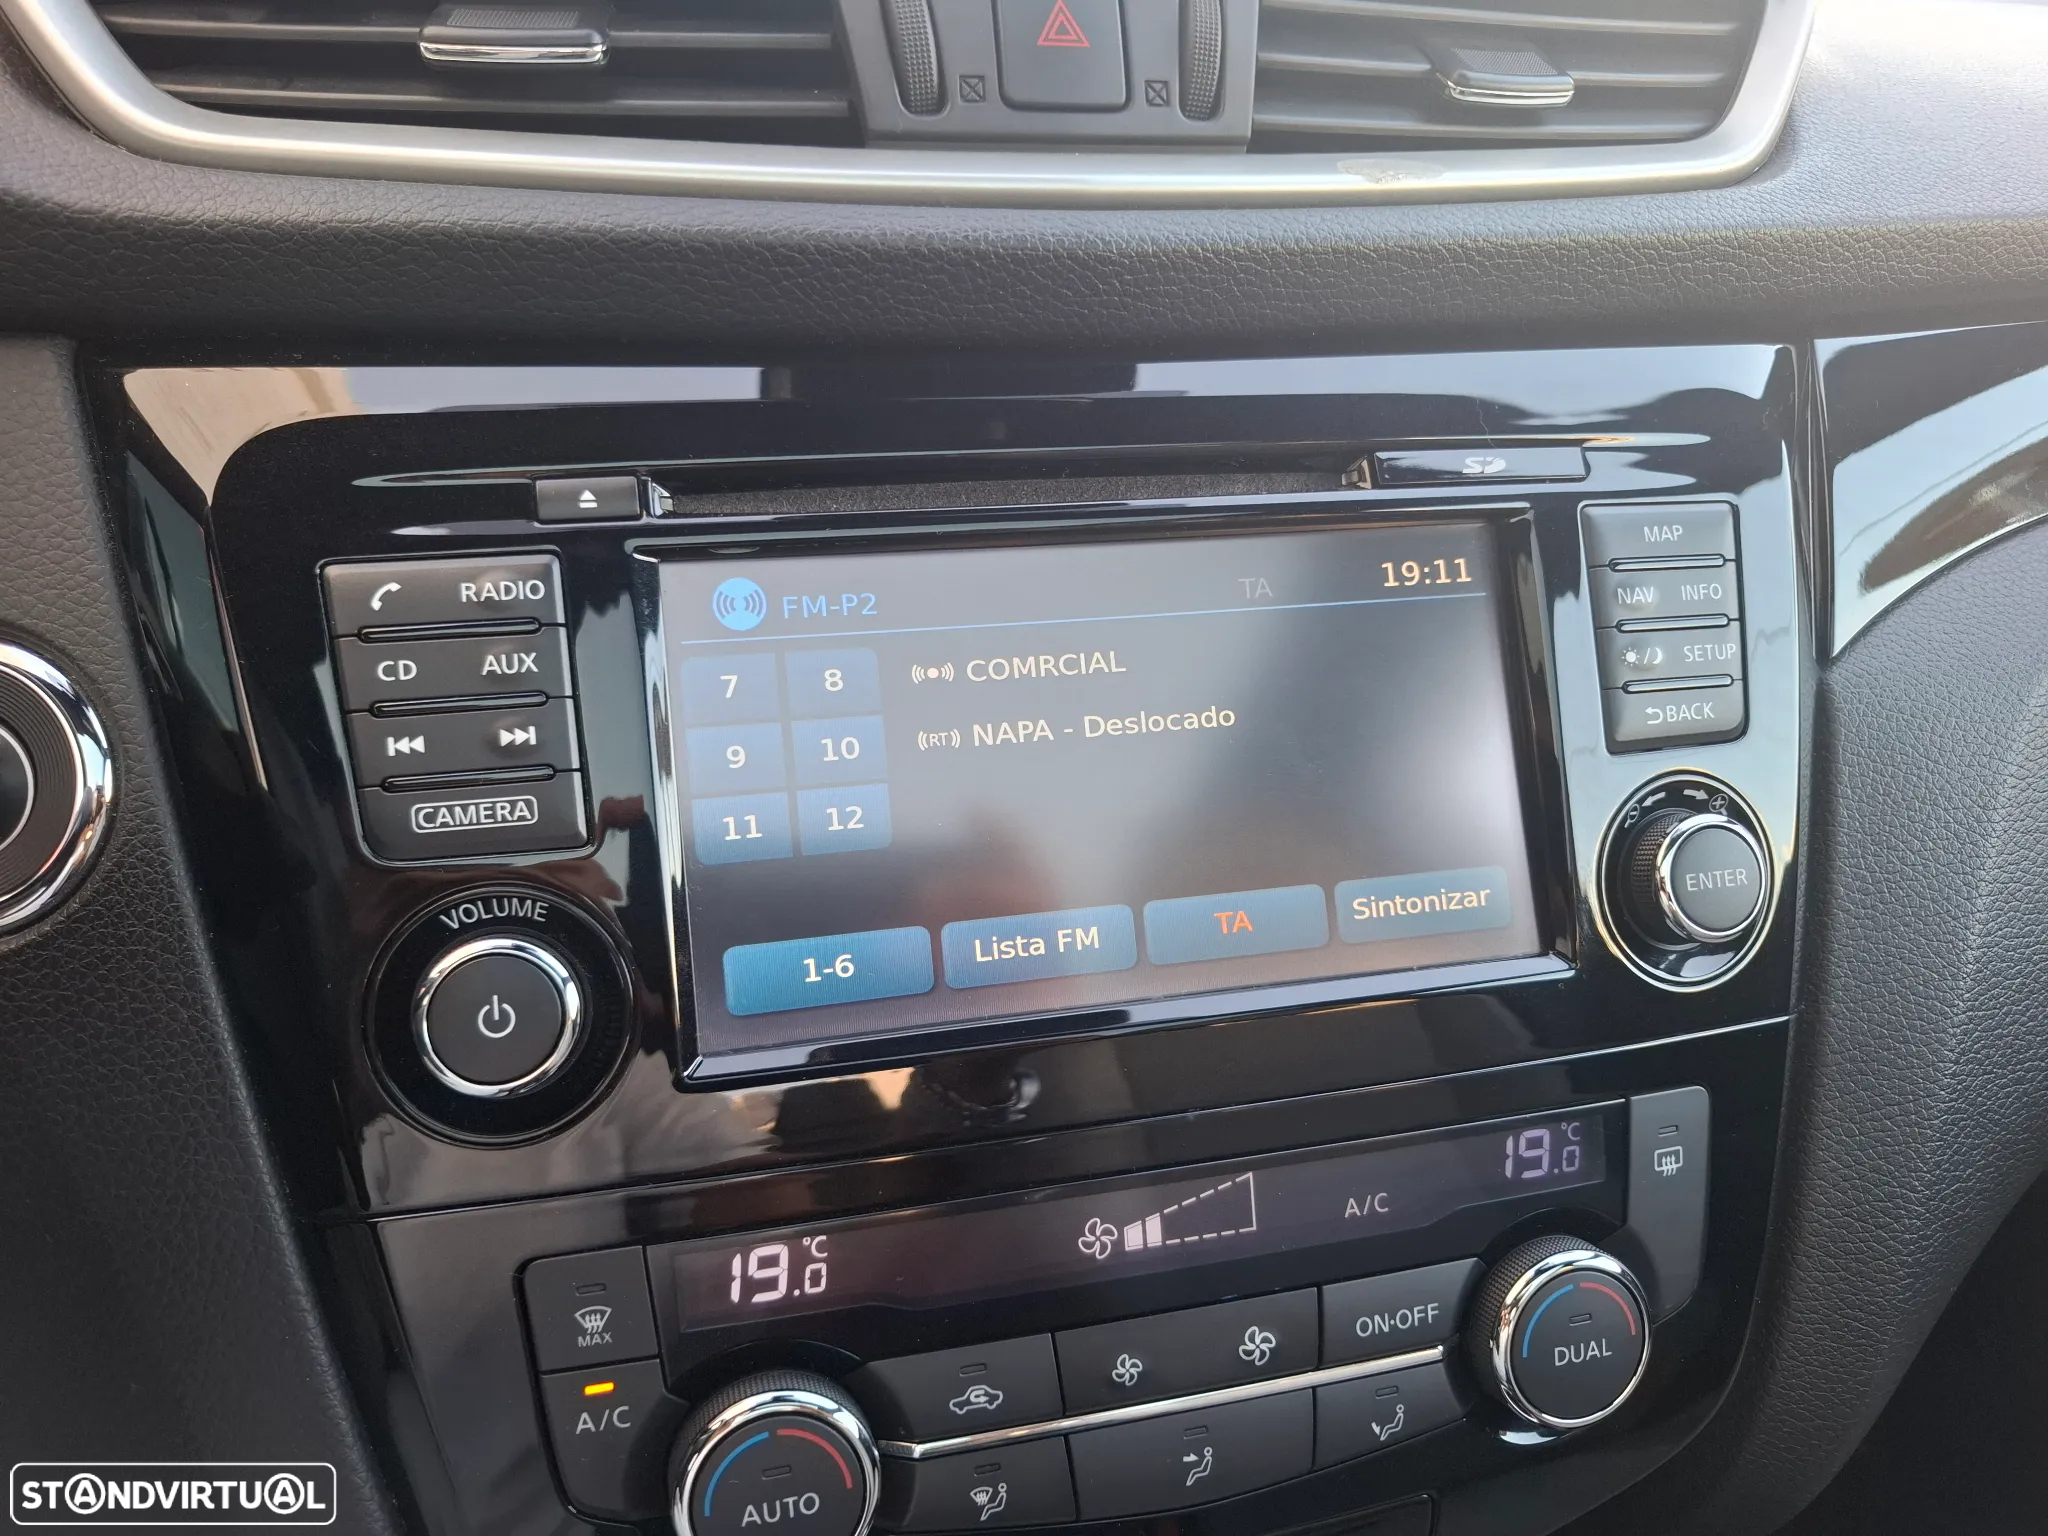 SD
MAP
NAV INFO
SETUP
BACK
RADIO
CD AUX
CAMERA
VOLUME
ENTER
FM-P2 TA 19:11
7 8
9 10
11 12
COMRCIAL
(RT) NAPA - Deslocado
1-6 Lista FM TA Sintonizar
19.0 °C A/C 19.0 °C
MAX
A/C
ON·OFF
DUAL
AUTO
STANDVIRTUAL